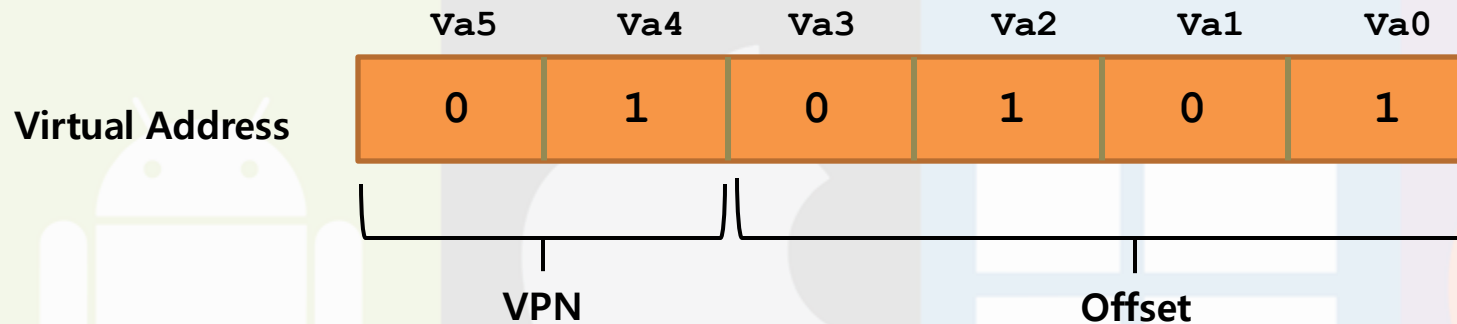 Va5 Va4 Va3 Va2 Va1 Va0
Virtual Address 0 1 0 1 0 1
VPN Offset